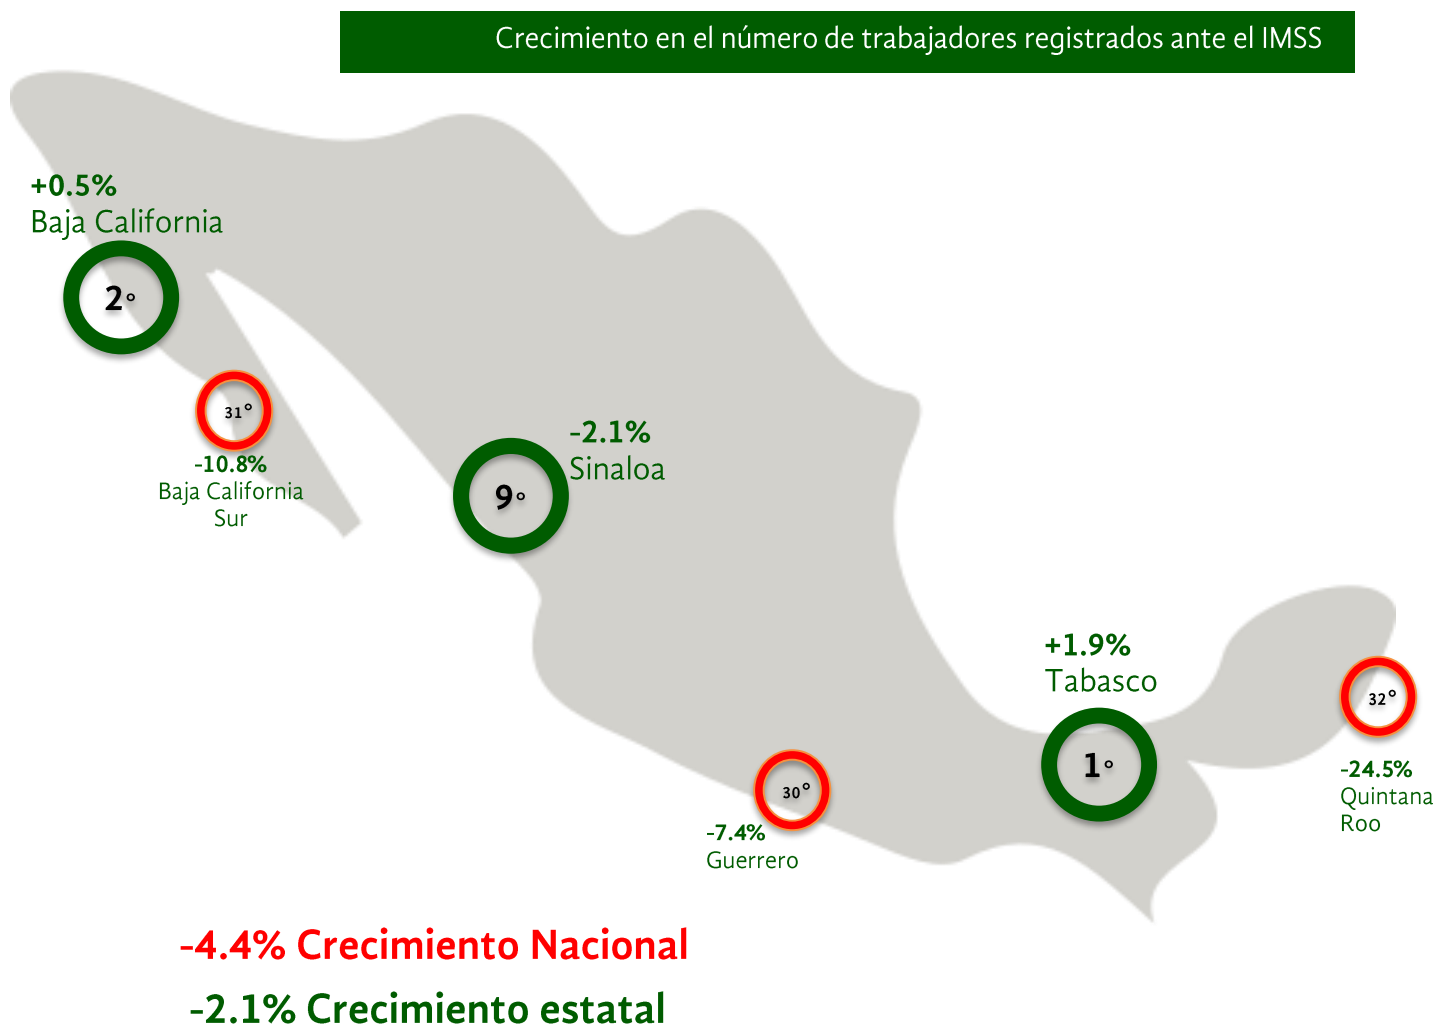 Crecimiento en el número de trabajadores registrados ante el IMSS
+0.5%
Baja California
2°
31°
-10.8%
Baja California
Sur
-2.1%
Sinaloa
9°
+1.9%
Tabasco
1°
32°
-24.5%
Quintana
Roo
30°
-7.4%
Guerrero
-4.4% Crecimiento Nacional
-2.1% Crecimiento estatal